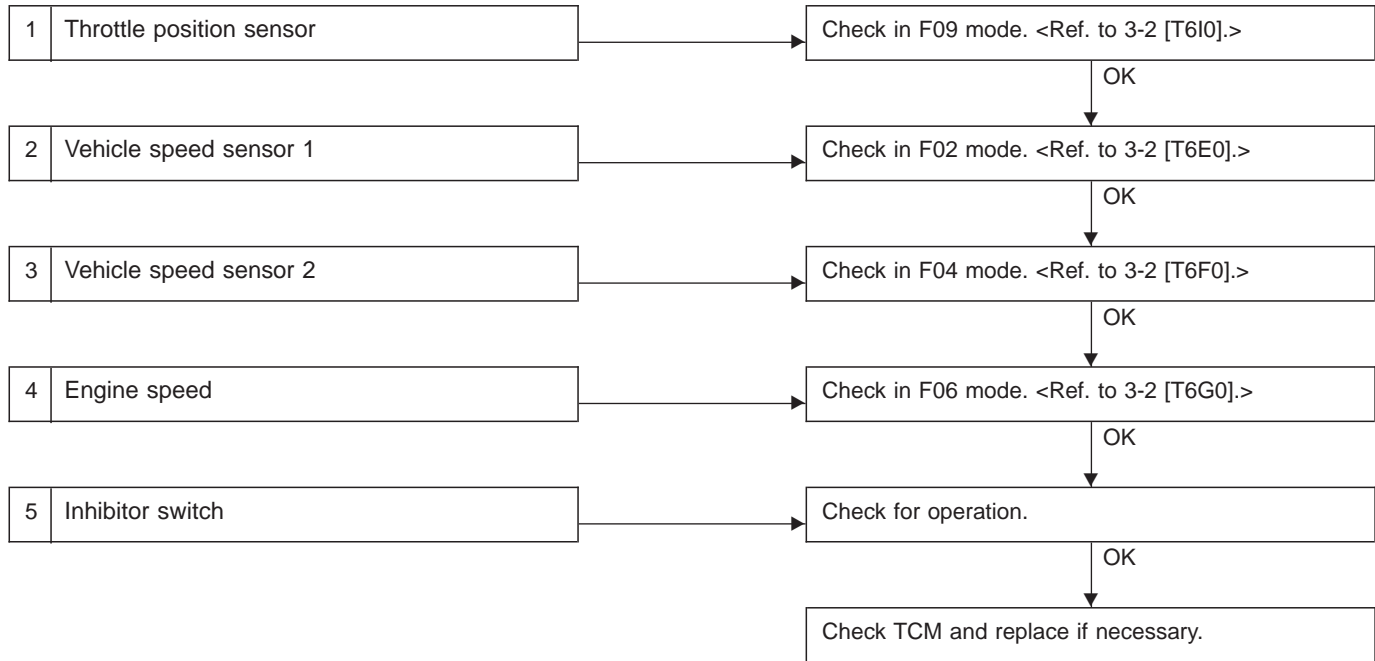 1 Throttle position sensor
Check in F09 mode. <Ref. to 3-2 [T6I0].>
OK
2 Vehicle speed sensor 1
Check in F02 mode. <Ref. to 3-2 [T6E0].>
OK
3 Vehicle speed sensor 2
Check in F04 mode. <Ref. to 3-2 [T6F0].>
OK
4 Engine speed
Check in F06 mode. <Ref. to 3-2 [T6G0].>
OK
5 Inhibitor switch
Check for operation.
OK
Check TCM and replace if necessary.